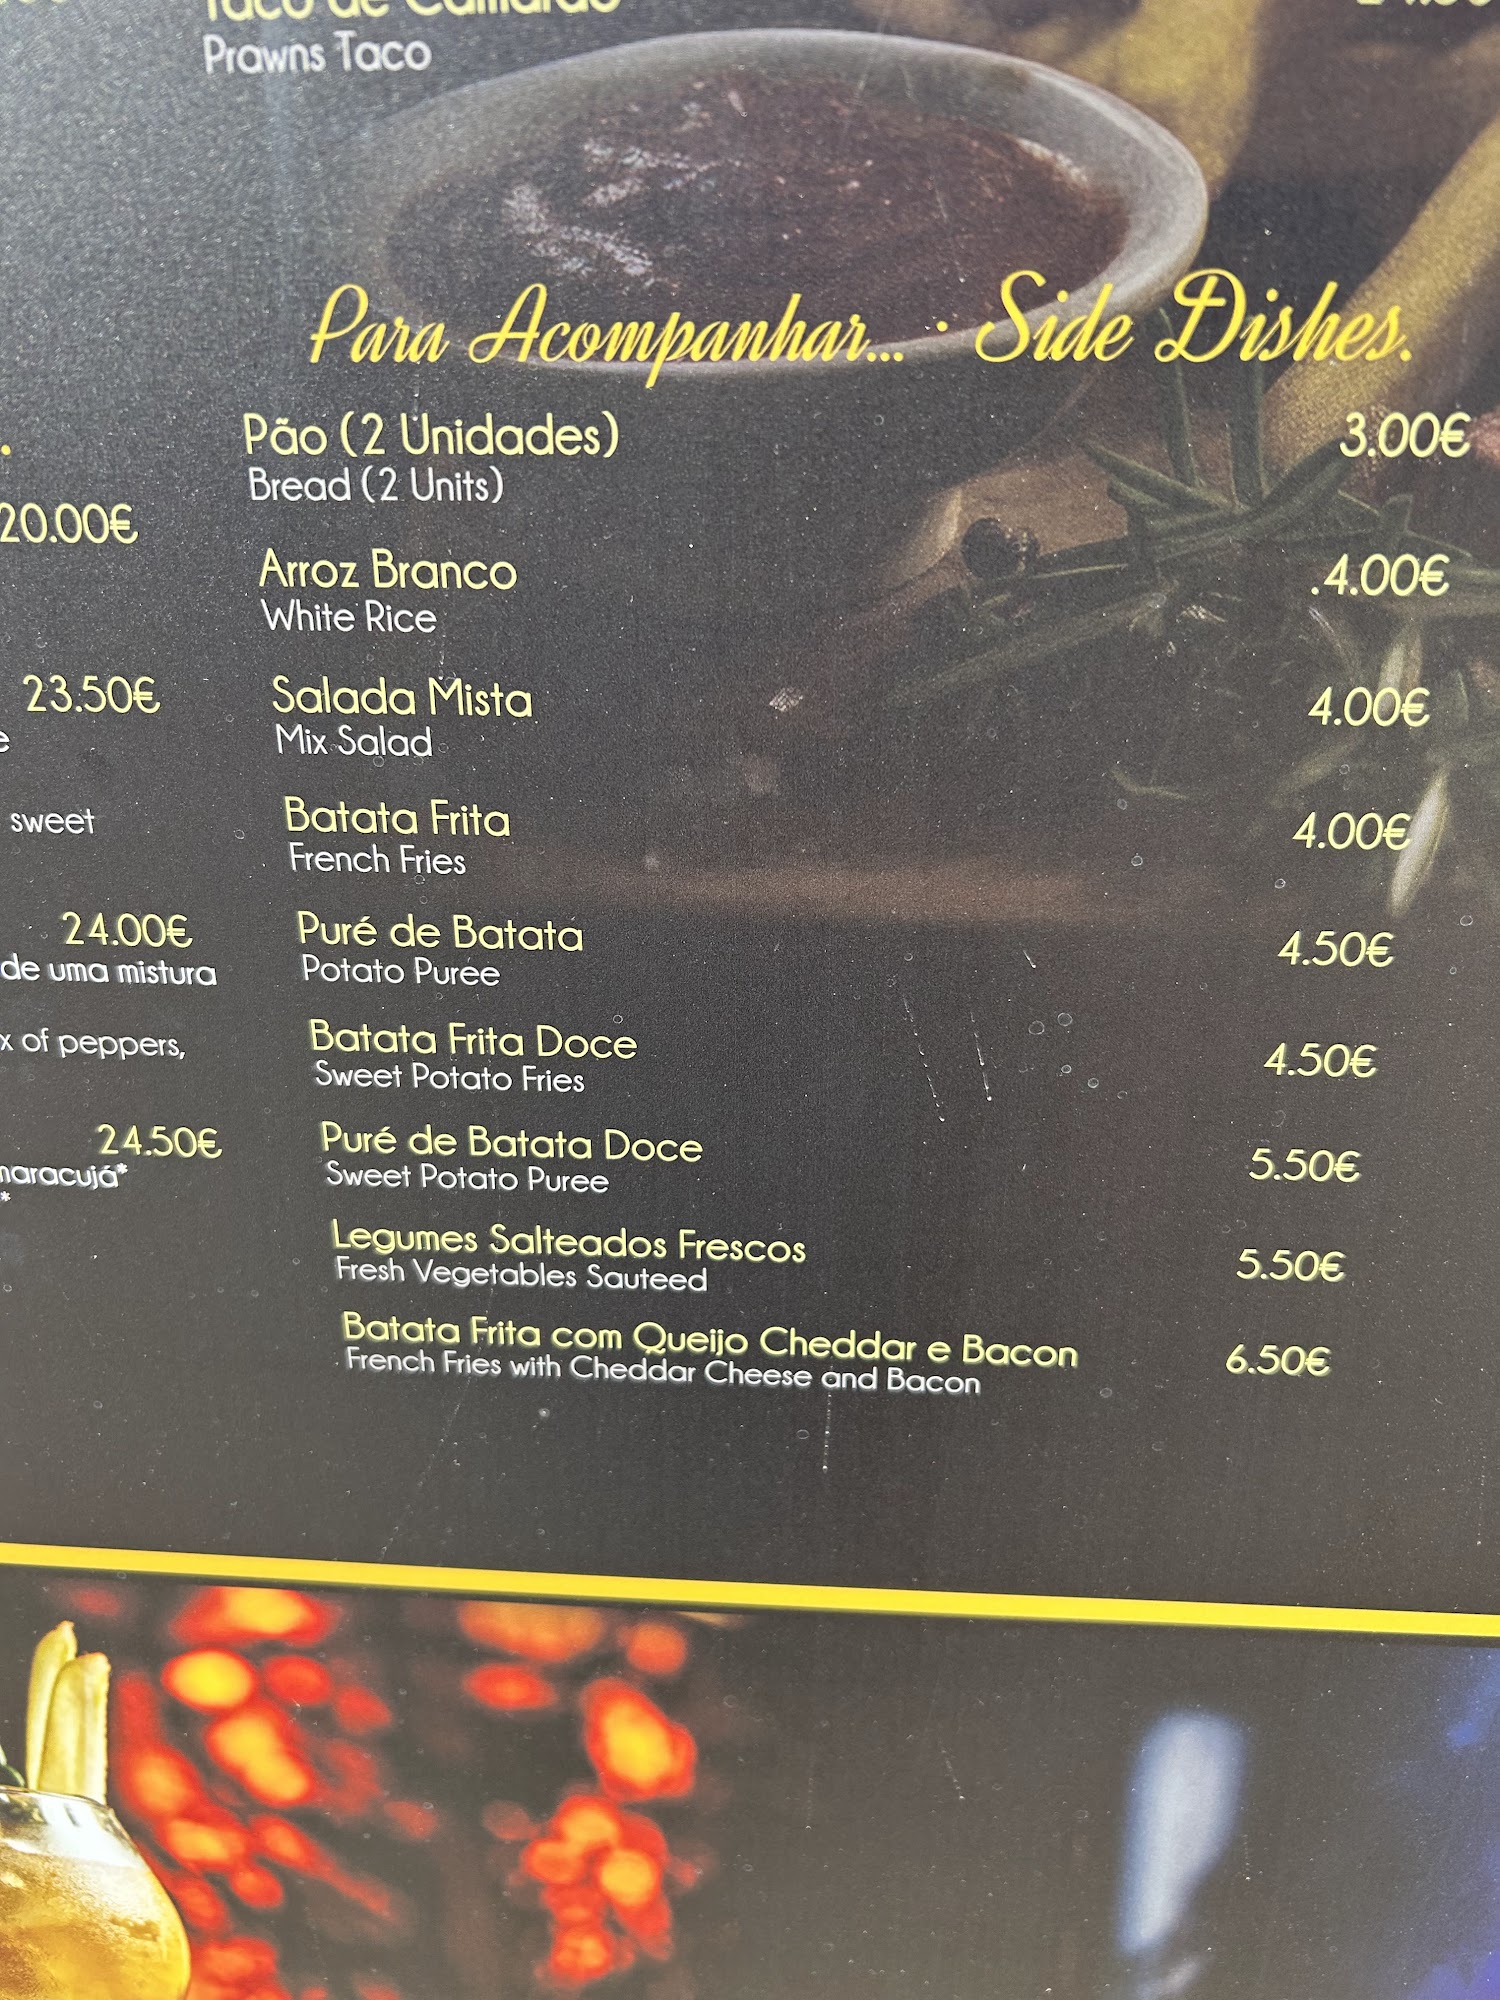 Prawns Taco
Para Acompanhar... · Side Dishes.
Pão (2 Unidades) 3.00€
Bread (2 Units)
Arroz Branco .4.00€
White Rice
Salada Mista 4.00€
Mix Salad
Batata Frita 4.00€
French Fries
Puré de Batata 4.50€
Potato Puree
Batata Frita Doce 4.50€
Sweet Potato Fries
Puré de Batata Doce 5.50€
Sweet Potato Puree
Legumes Salteados Frescos 5.50€
Fresh Vegetables Sauteed
Batata Frita com Queijo Cheddar e Bacon 6.50€
French Fries with Cheddar Cheese and Bacon
20.00€
23.50€
sweet
24.00€
de uma mistura
x of peppers,
24.50€
maracujá*
*